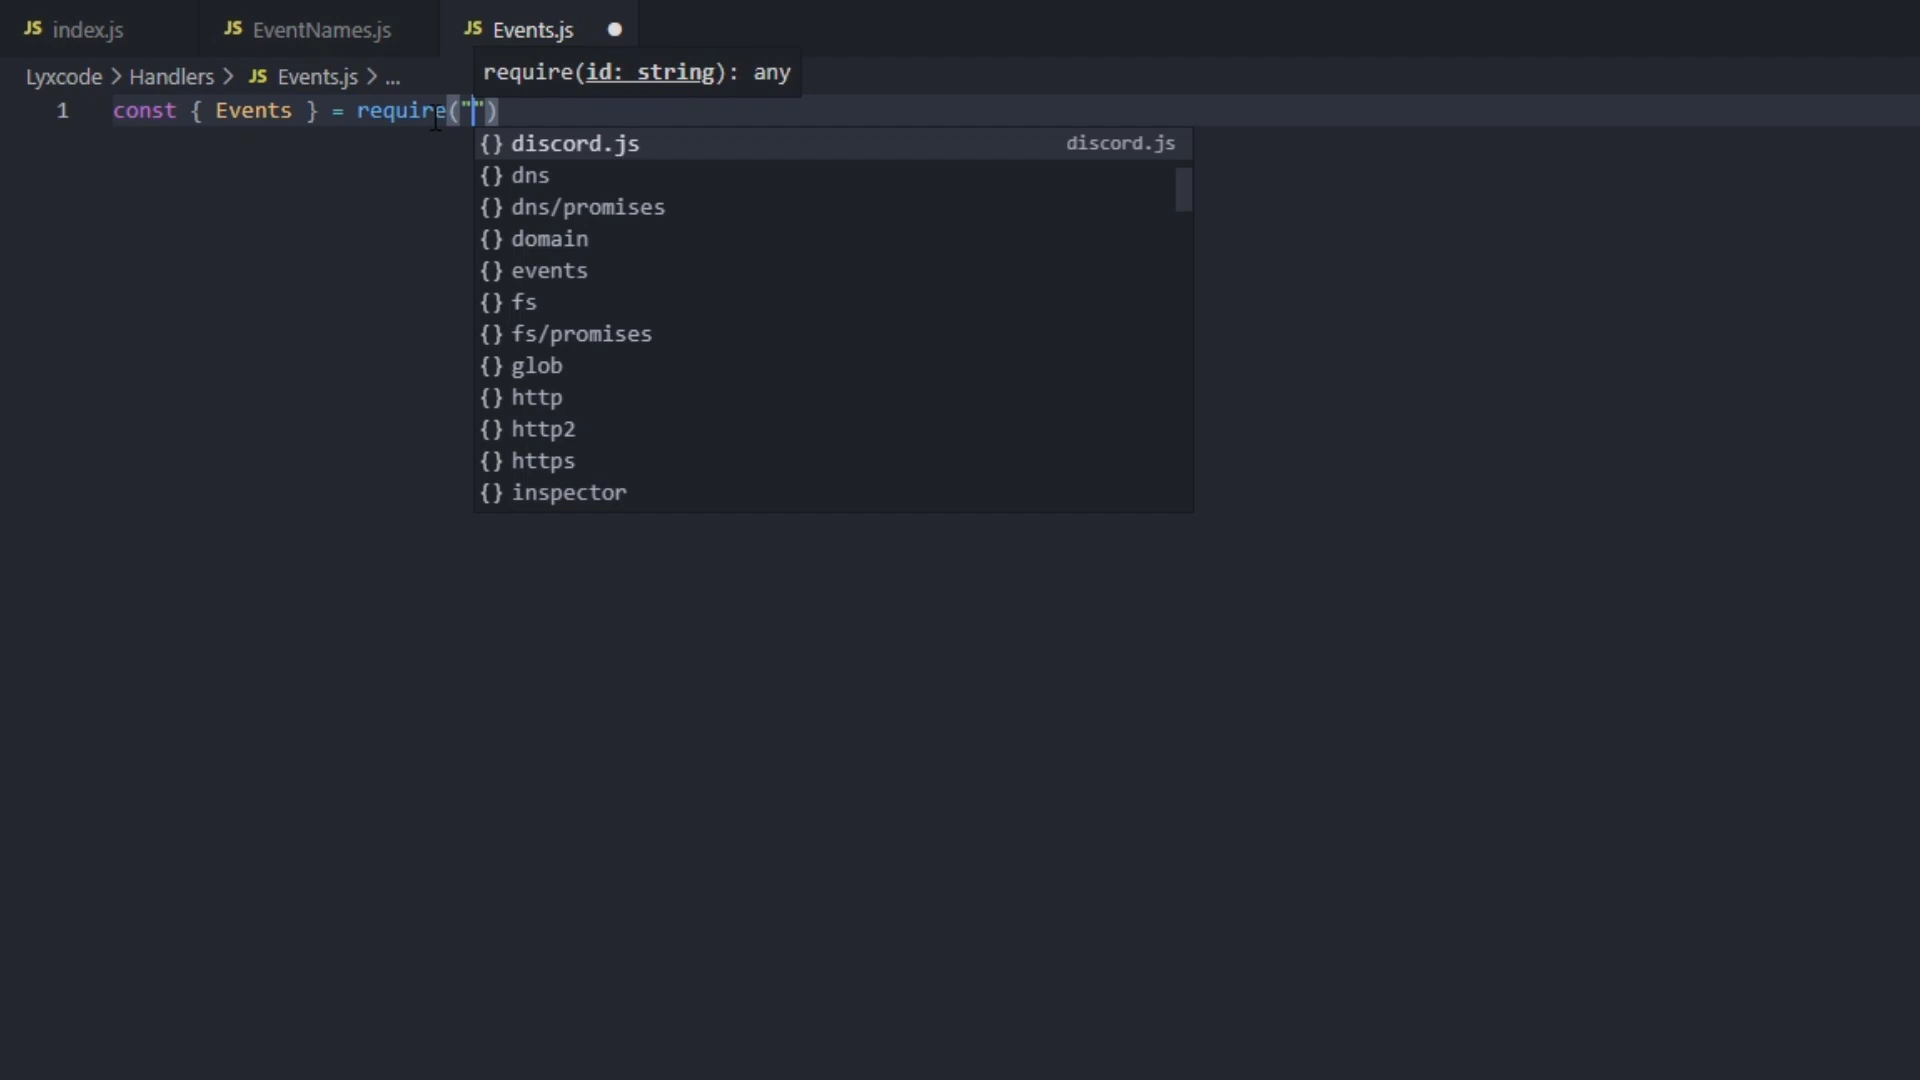 JS index.js JS EventNames.js JS Events.js
Lyxcode > Handlers > JS Events.js > ...
require(id: string): any
1 const { Events } = require("")
{} discord.js discord.js
{} dns
{} dns/promises
{} domain
{} events
{} fs
{} fs/promises
{} glob
{} http
{} http2
{} https
{} inspector